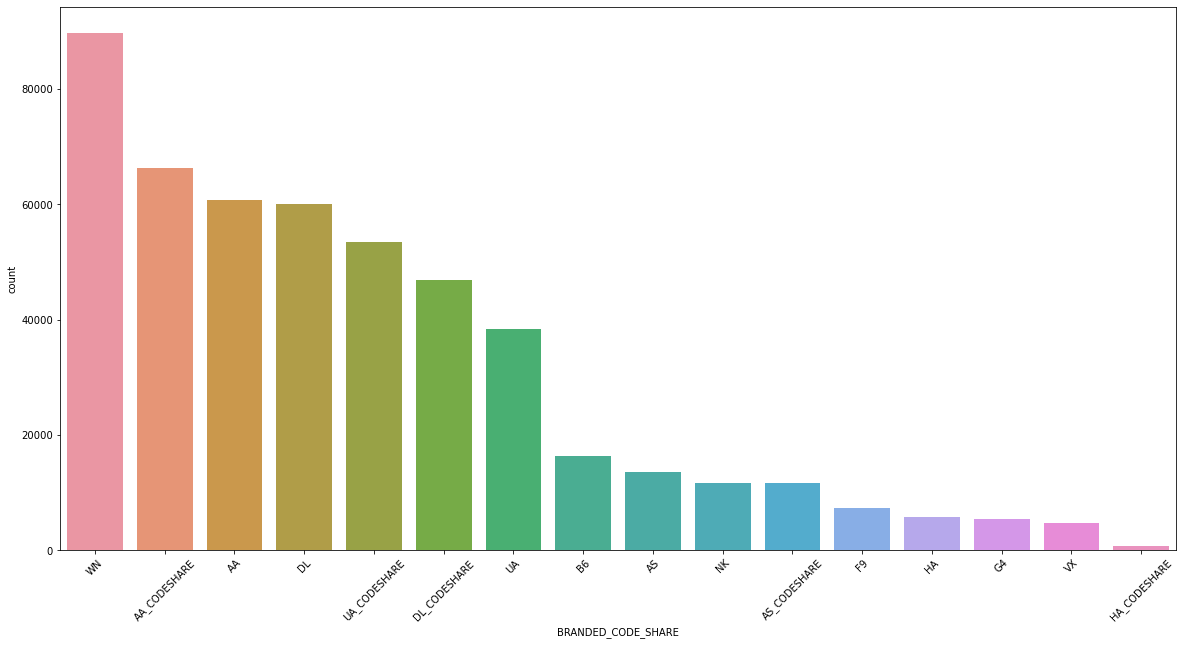 80000
60000
40000
20000
0
count
WN
AA_CODESHARE
AA
DL
UA_CODESHARE
DL_CODESHARE
UA
B6
AS
NK
AS_CODESHARE
F9
HA
G4
VX
HA_CODESHARE
BRANDED_CODE_SHARE